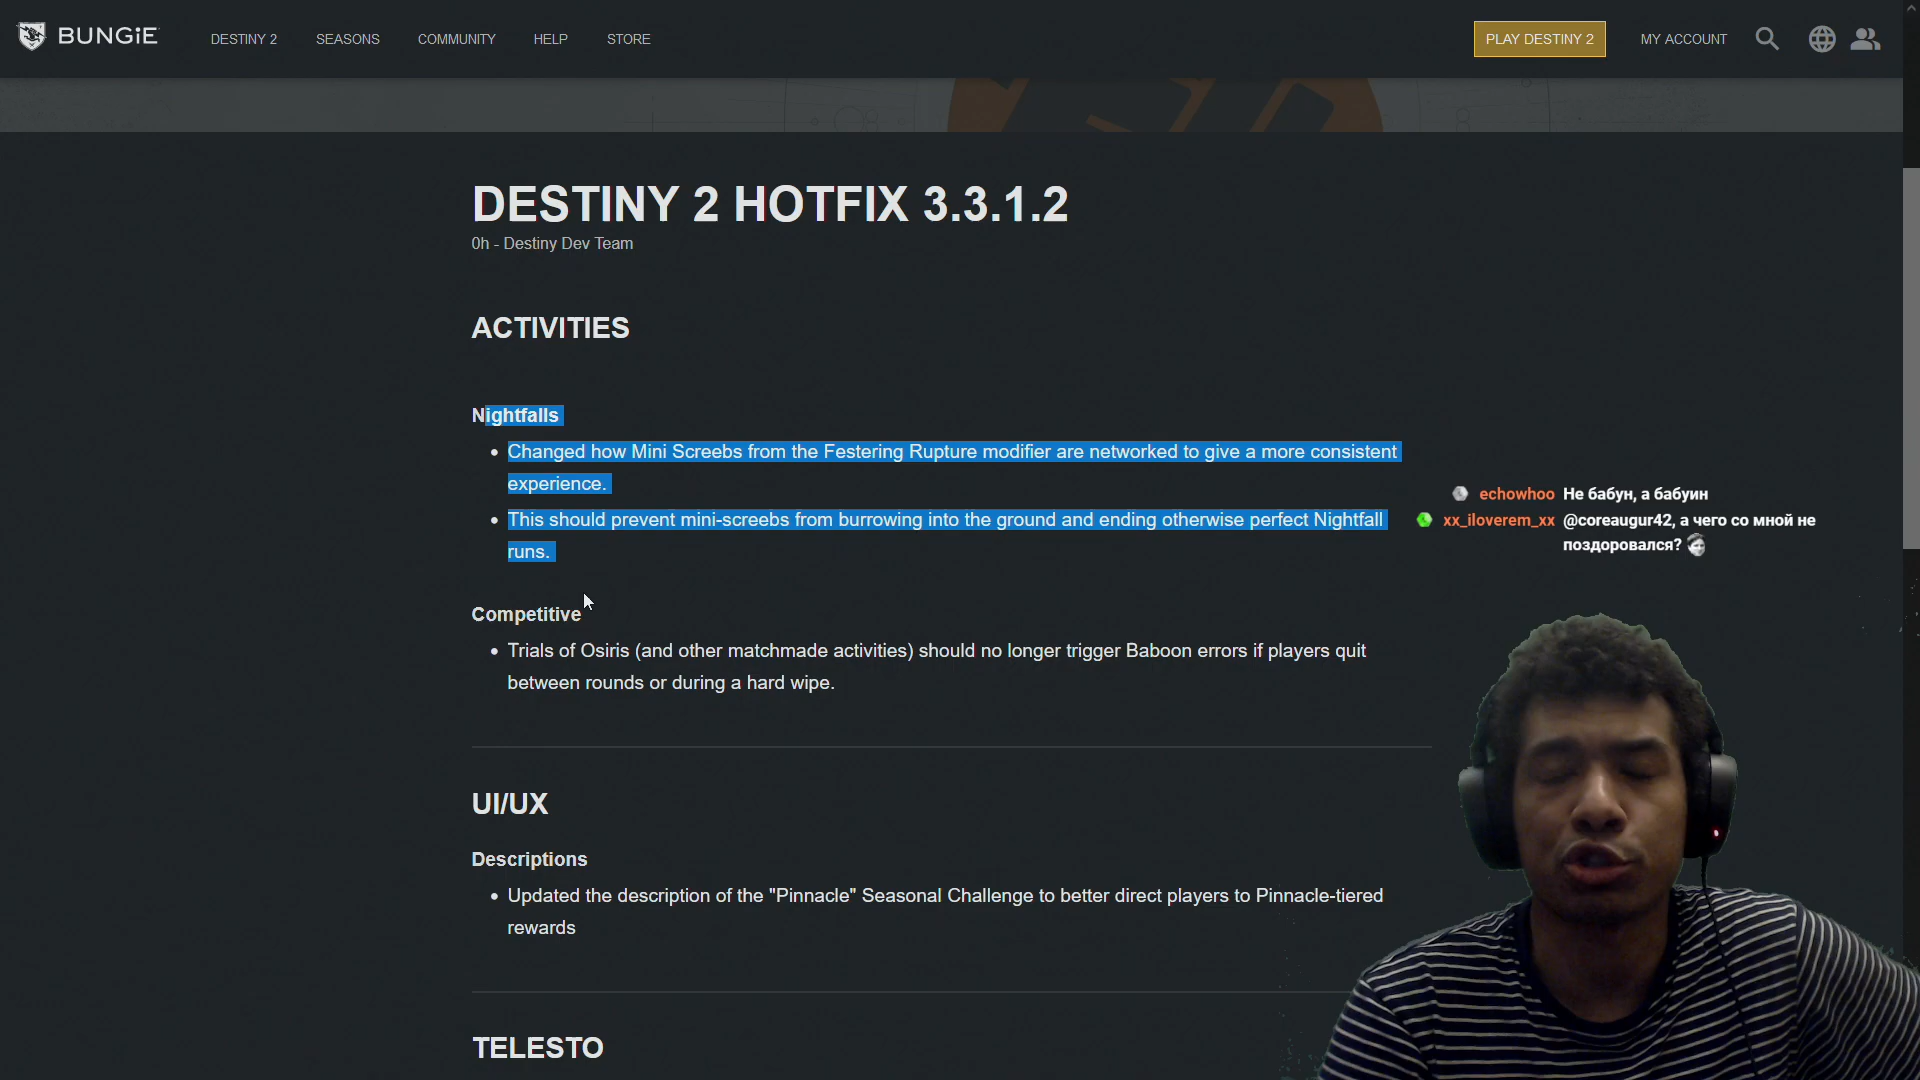 BUNGiE
DESTINY 2 SEASONS COMMUNITY HELP STORE
PLAY DESTINY 2 MY ACCOUNT
DESTINY 2 HOTFIX 3.3.1.2
0h - Destiny Dev Team
ACTIVITIES
Nightfalls
• Changed how Mini Screebs from the Festering Rupture modifier are networked to give a more consistent
experience.
• This should prevent mini-screebs from burrowing into the ground and ending otherwise perfect Nightfall
runs.
echowhoo Не бабун, а бабуин
xx_iloverem_xx @coreaugur42, а чего со мной не
поздоровался?
Competitive
• Trials of Osiris (and other matchmade activities) should no longer trigger Baboon errors if players quit
between rounds or during a hard wipe.
UI/UX
Descriptions
• Updated the description of the "Pinnacle" Seasonal Challenge to better direct players to Pinnacle-tiered
rewards
TELESTO